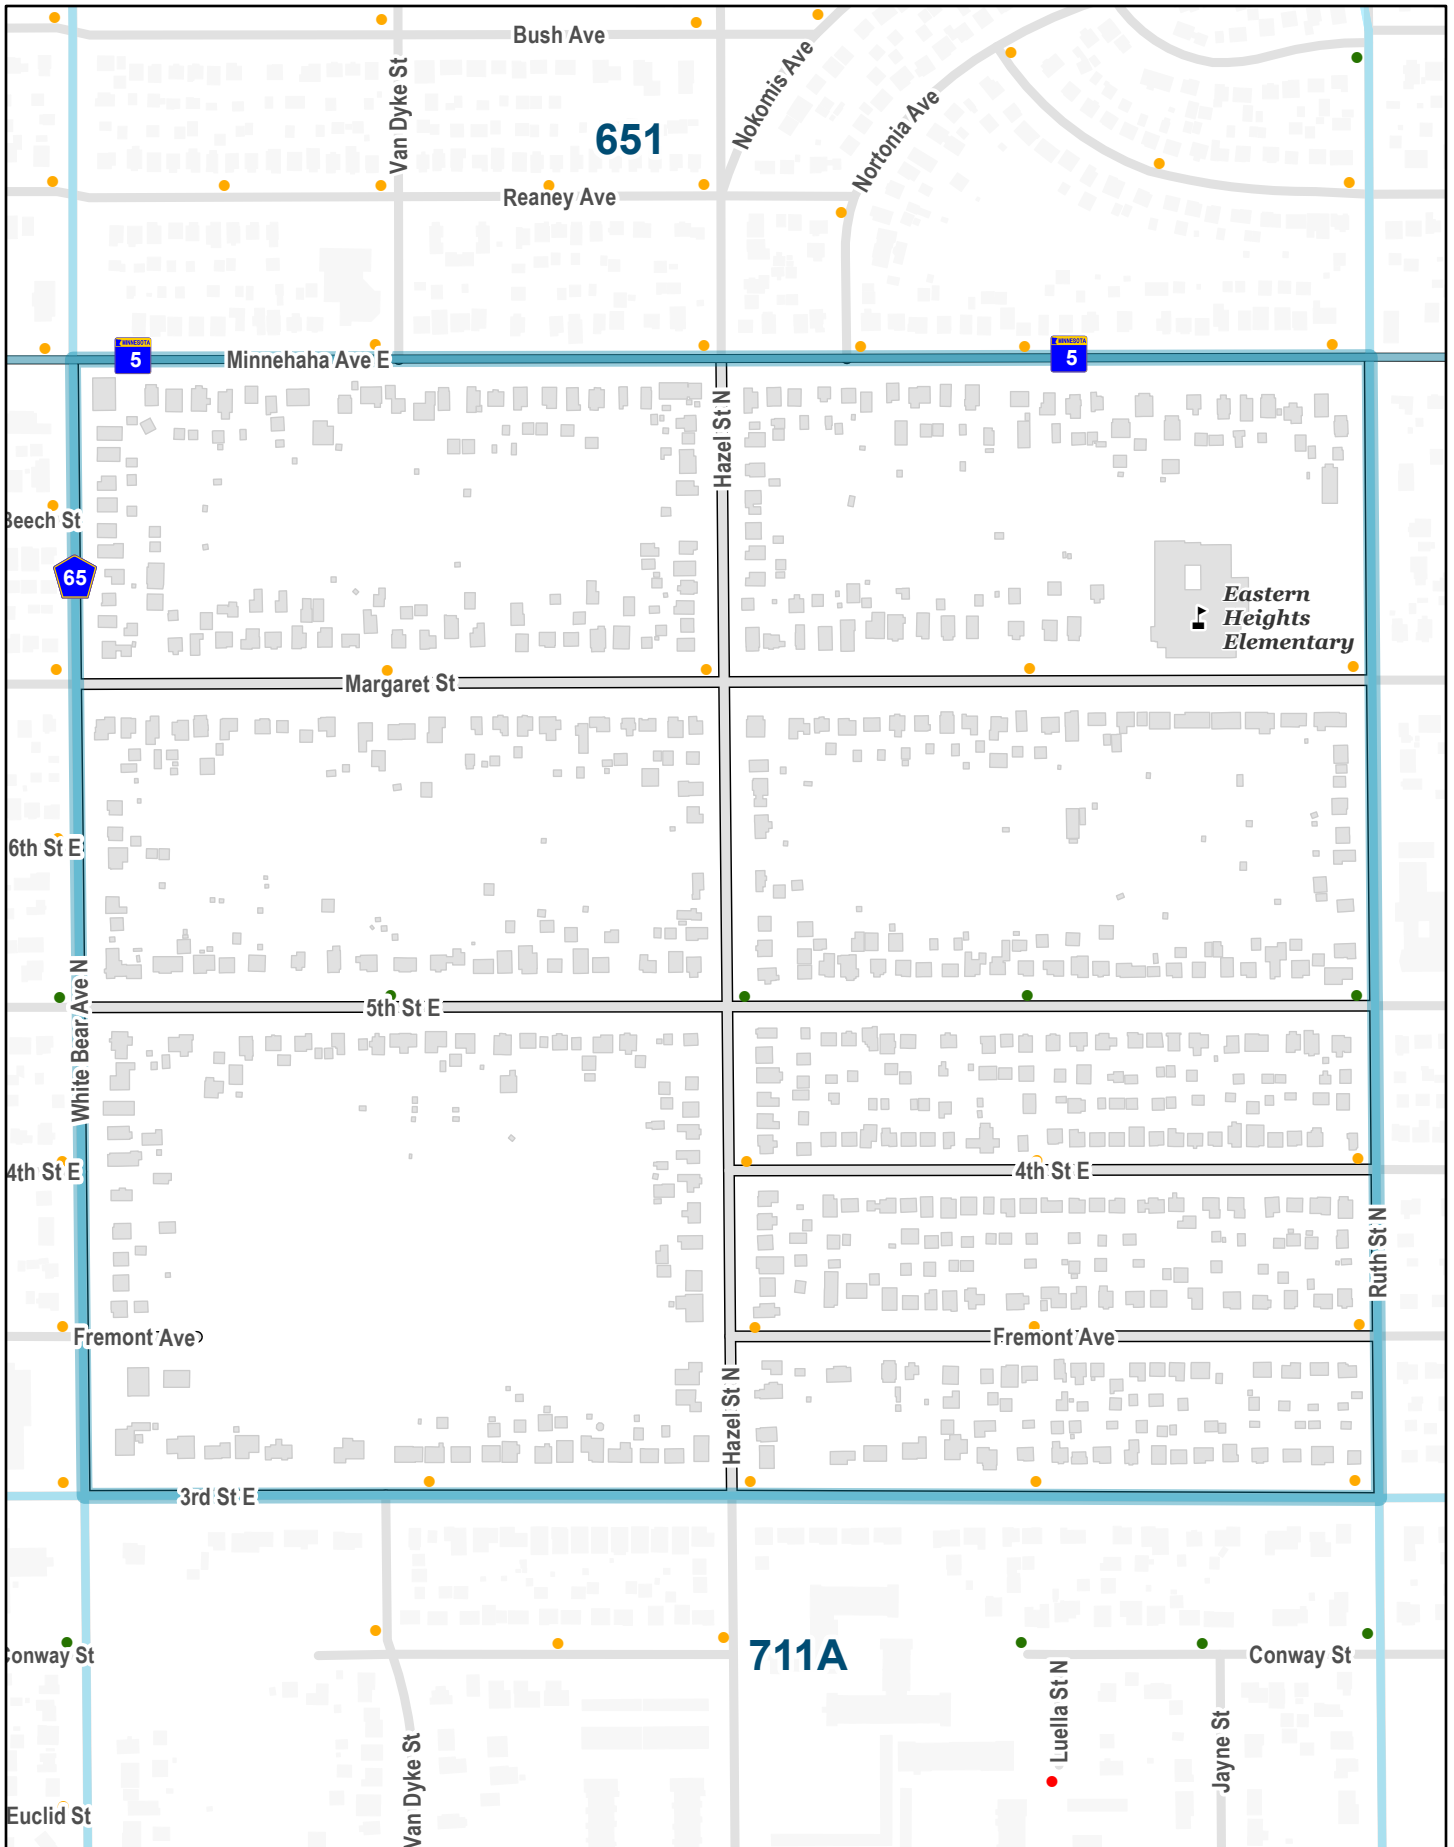 Bush Ave
Van Dyke St
Nokomis Ave
Nortonia Ave
651
Reaney Ave
MINNESOTA
5
Minnehaha Ave E
MINNESOTA
5
Hazel St N
Beech St
65
Eastern
Heights
Elementary
Margaret St
6th St E
White Bear Ave N
5th St E
4th St E
4th St E
Ruth St N
Fremont Ave
Fremont Ave
Hazel St N
3rd St E
Conway St
711A
Conway St
Luella St N
Jayne St
Van Dyke St
Euclid St